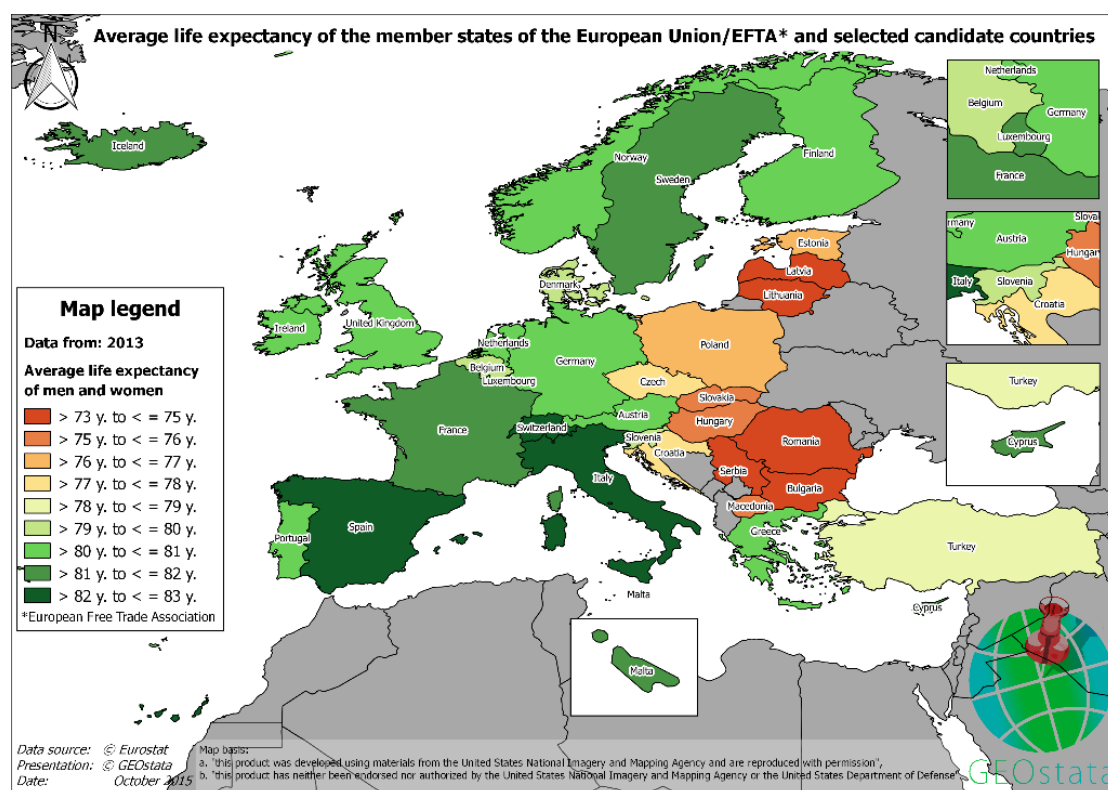 N
Average life expectancy of the member states of the European Union/EFTA* and selected candidate countries
Iceland
Norway
Sweden
Finland
Estonia
Latvia
Lithuania
Denmark
Ireland
United Kingdom
Netherlands
Belgium
Luxembourg
Germany
Poland
Czech
Slovakia
Austria
Hungary
France
Switzerland
Slovenia
Croatia
Romania
Italy
Serbia
Bulgaria
Macedonia
Spain
Portugal
Greece
Turkey
Malta
Cyprus
Netherlands
Belgium
Germany
Luxembourg
France
rmany
Slova
Austria
Hungar
Italy
Slovenia
Croatia
Turkey
Cyprus
Malta
Map legend
Data from: 2013
Average life expectancy
of men and women
> 73 y. to < = 75 y.
> 75 y. to < = 76 y.
> 76 y. to < = 77 y.
> 77 y. to < = 78 y.
> 78 y. to < = 79 y.
> 79 y. to < = 80 y.
> 80 y. to < = 81 y.
> 81 y. to < = 82 y.
> 82 y. to < = 83 y.
*European Free Trade Association
Data source: © Eurostat
Presentation: © GEOstata
Date: October 2015
Map basis:
a. "this product was developed using materials from the United States National Imagery and Mapping Agency and are reproduced with permission",
b. "this product has neither been endorsed nor authorized by the United States National Imagery and Mapping Agency or the United States Department of Defense"
GEOstata